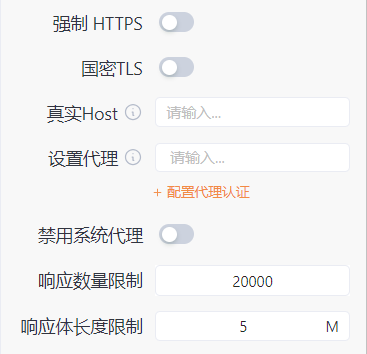 强制 HTTPS
国密TLS
真实Host 请输入...
设置代理 请输入...
+ 配置代理认证
禁用系统代理
响应数量限制 20000
响应体长度限制 5 M